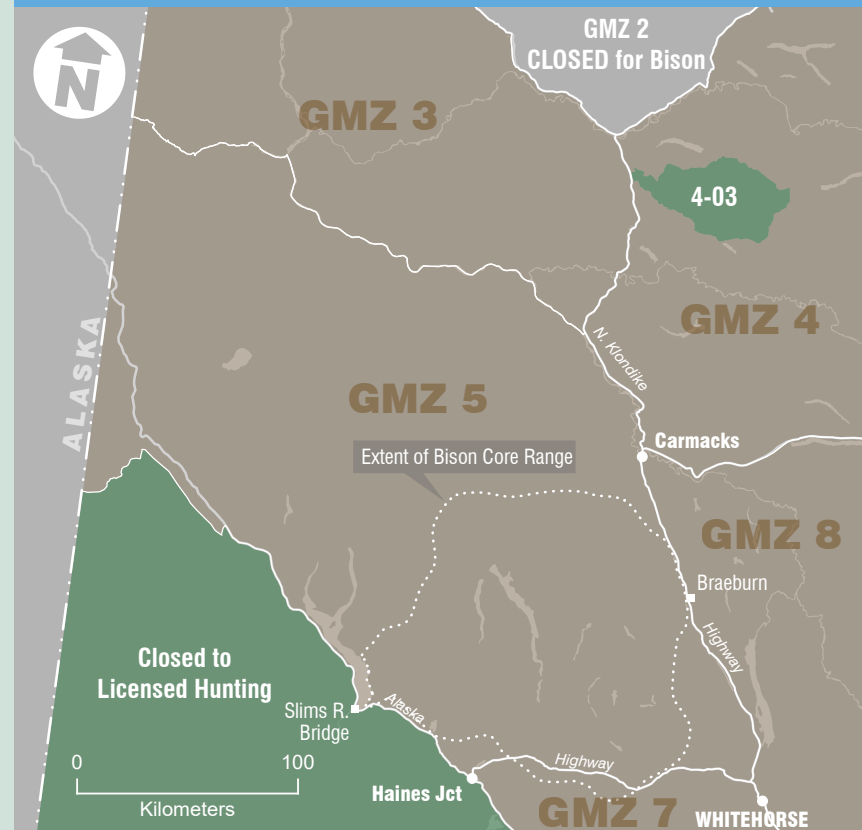 N
GMZ 2
CLOSED for Bison
GMZ 3
4-03
GMZ 4
ALASKA
N. Klondike
GMZ 5
Carmacks
Extent of Bison Core Range
GMZ 8
Braeburn
Highway
Closed to
Licensed Hunting
Slims R.
Bridge
Alaska
Highway
0
100
Kilometers
Haines Jct
GMZ 7
WHITEHORSE